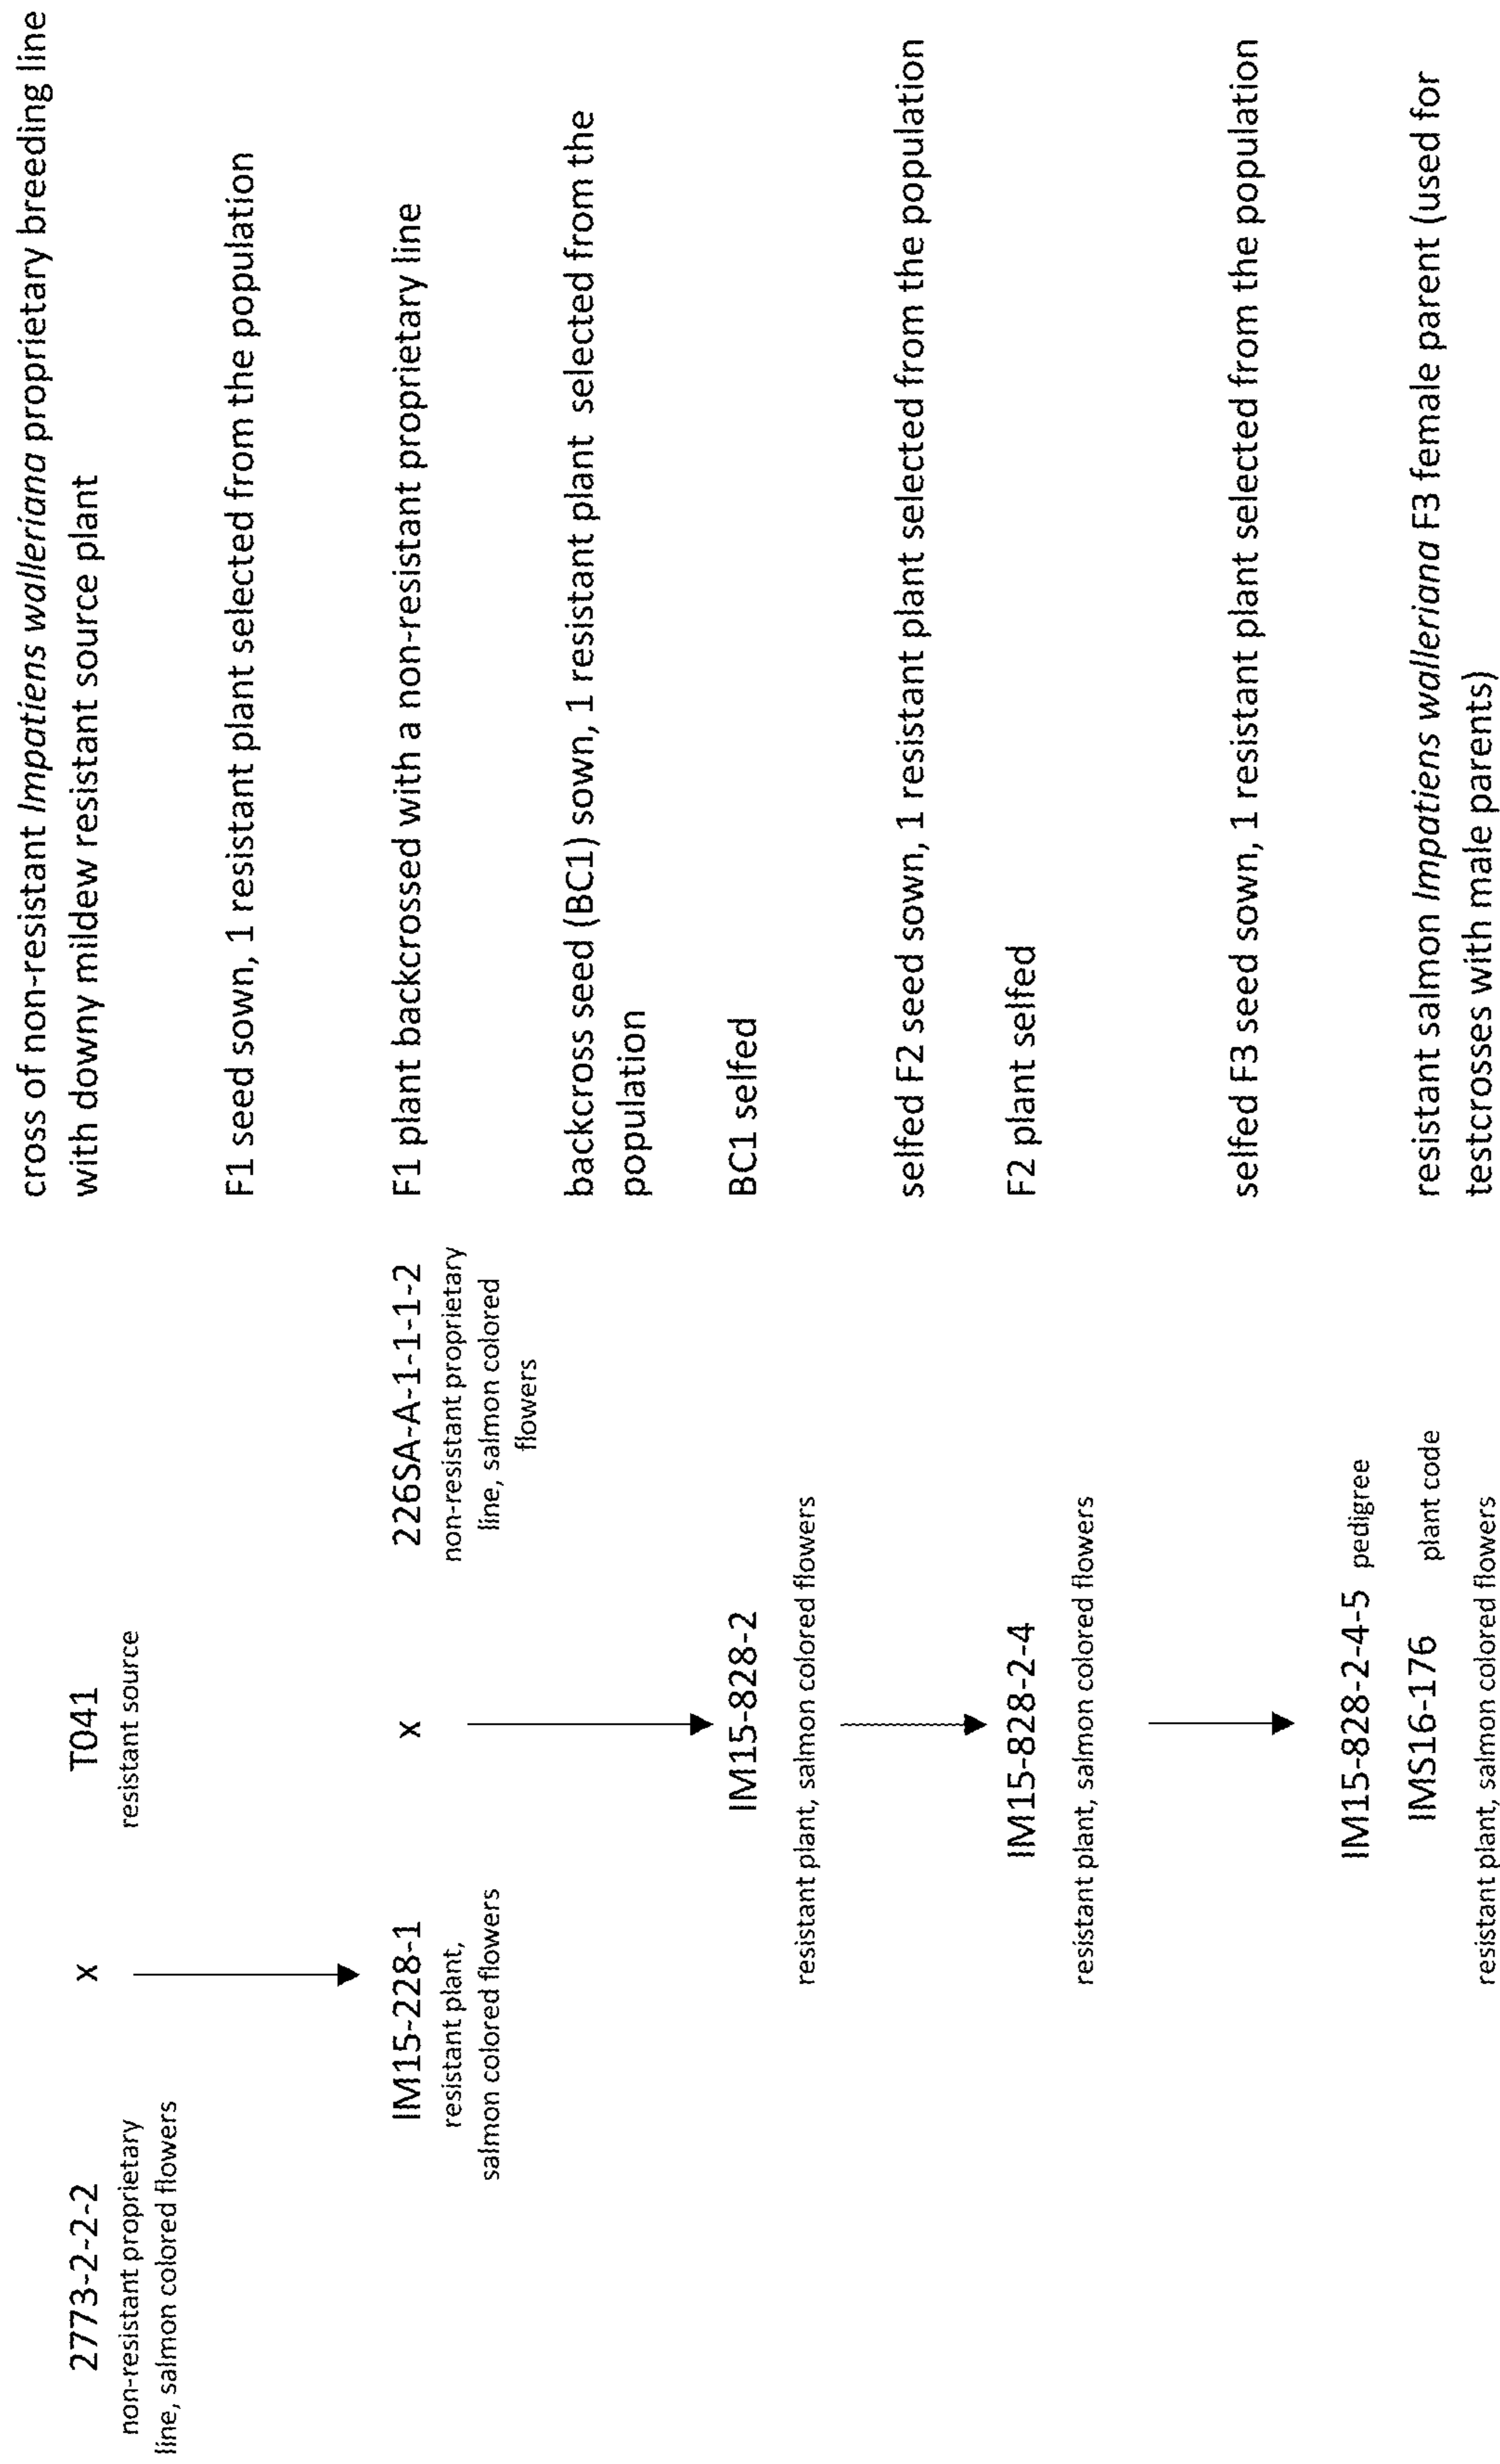 2773-2-2-2
non-resistant proprietary
line, salmon colored flowers
x
T041
resistant source
cross of non-resistant Impatiens walleriana proprietary breeding line
with downy mildew resistant source plant
F1 seed sown, 1 resistant plant selected from the population
IM15-228-1
resistant plant,
salmon colored flowers
x
226SA-A-1-1-1-2
non-resistant proprietary
line, salmon colored
flowers
F1 plant backcrossed with a non-resistant proprietary line
backcross seed (BC1) sown, 1 resistant plant selected from the
population
IM15-828-2
resistant plant, salmon colored flowers
BC1 selfed
selfed F2 seed sown, 1 resistant plant selected from the population
IM15-828-2-4
resistant plant, salmon colored flowers
F2 plant selfed
selfed F3 seed sown, 1 resistant plant selected from the population
IM15-828-2-4-5 pedigree
IMS16-176 plant code
resistant plant, salmon colored flowers
resistant salmon Impatiens walleriana F3 female parent (used for
testcrosses with male parents)